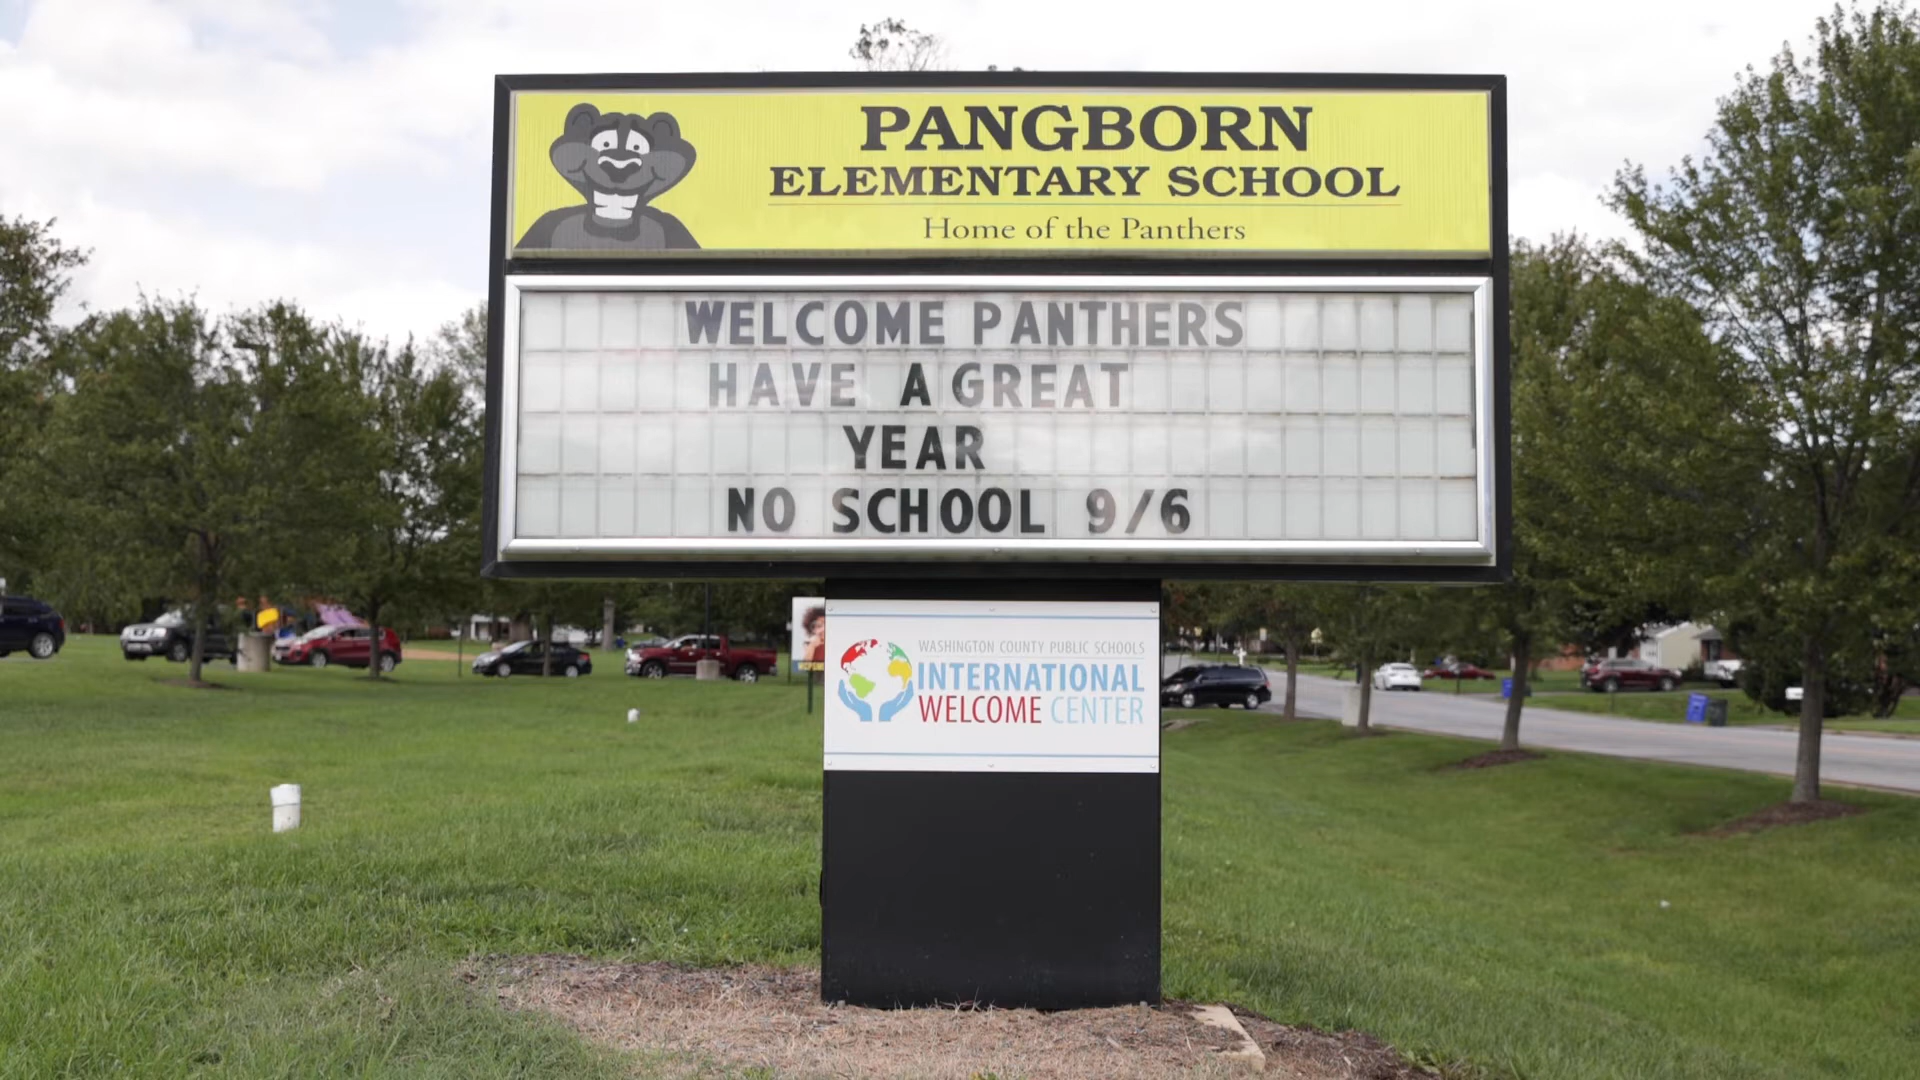 PANGBORN
ELEMENTARY SCHOOL
Home of the Panthers
WELCOME PANTHERS
HAVE A GREAT
YEAR
NO SCHOOL 9/6
WASHINGTON COUNTY PUBLIC SCHOOLS
INTERNATIONAL
WELCOME CENTER